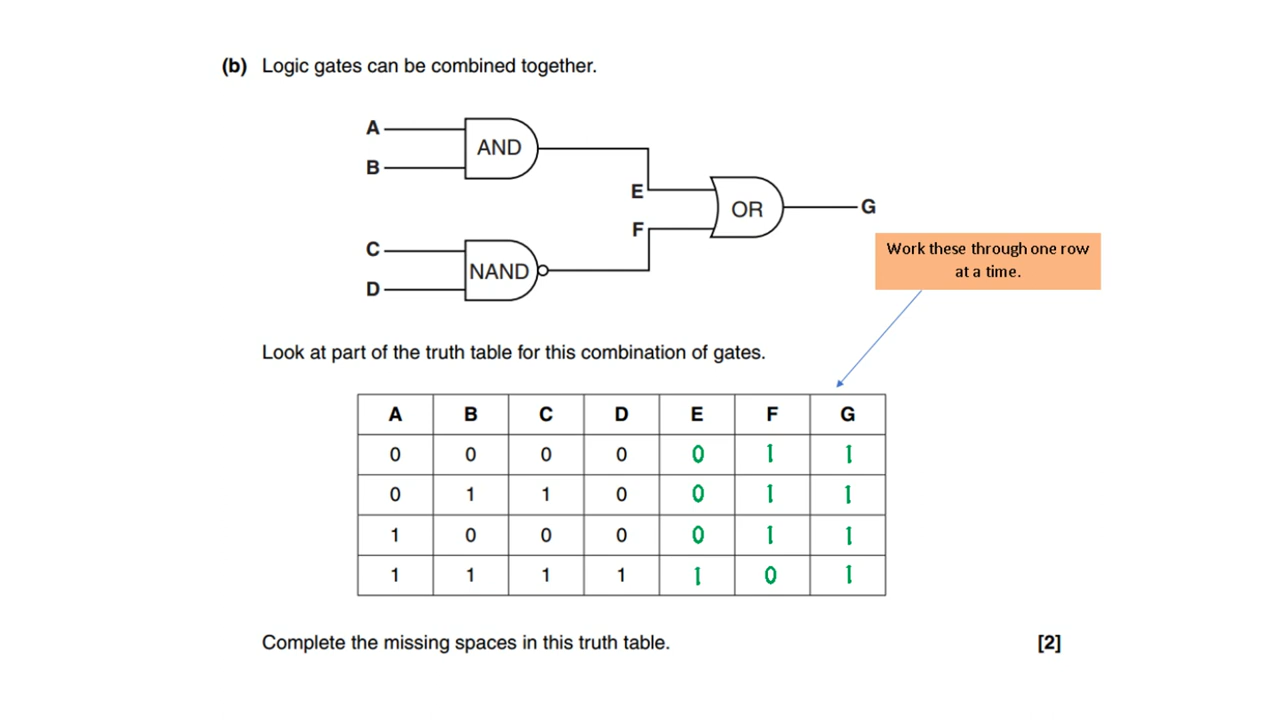 (b) Logic gates can be combined together.
A
B
AND
E
OR
G
F
C
D
NAND
Work these through one row
at a time.
Look at part of the truth table for this combination of gates.
A B C D E F G
0 0 0 0 0 1 1
0 1 1 0 0 1 1
1 0 0 0 0 1 1
1 1 1 1 1 0 1
Complete the missing spaces in this truth table. [2]